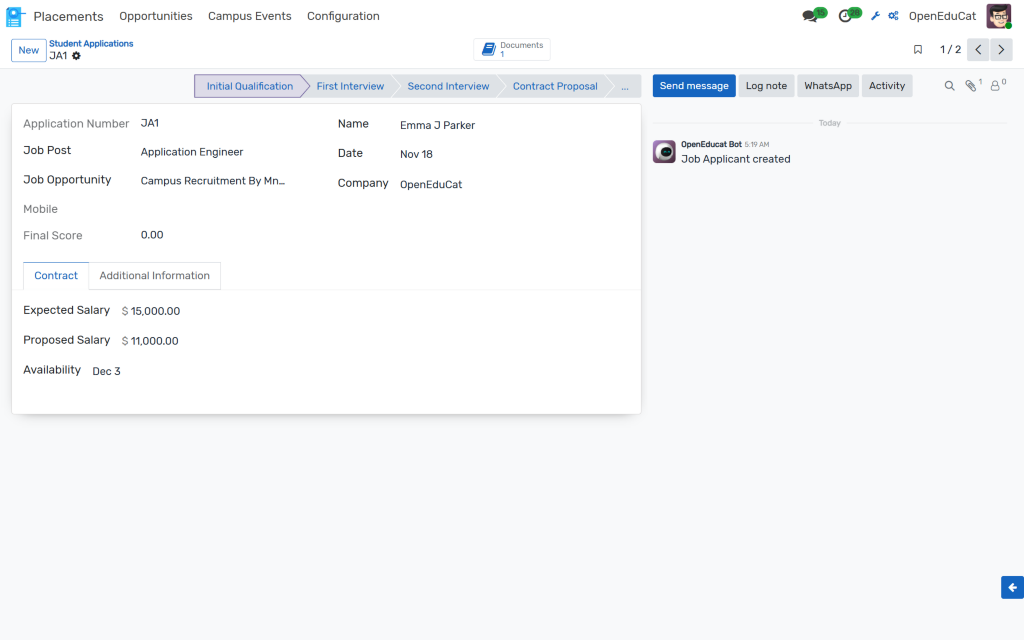 Placements Opportunities Campus Events Configuration 15 28 OpenEduCat
New Student Applications
JA1
Documents
1
1 / 2
Initial Qualification First Interview Second Interview Contract Proposal ...
Send message Log note WhatsApp Activity 1 0
Application Number JA1
Name Emma J Parker
Job Post Application Engineer
Date Nov 18
Job Opportunity Campus Recruitment By Mn...
Company OpenEduCat
Mobile
Final Score 0.00
Contract Additional Information
Expected Salary $ 15,000.00
Proposed Salary $ 11,000.00
Availability Dec 3
Today
OpenEducat Bot 5:19 AM
Job Applicant created